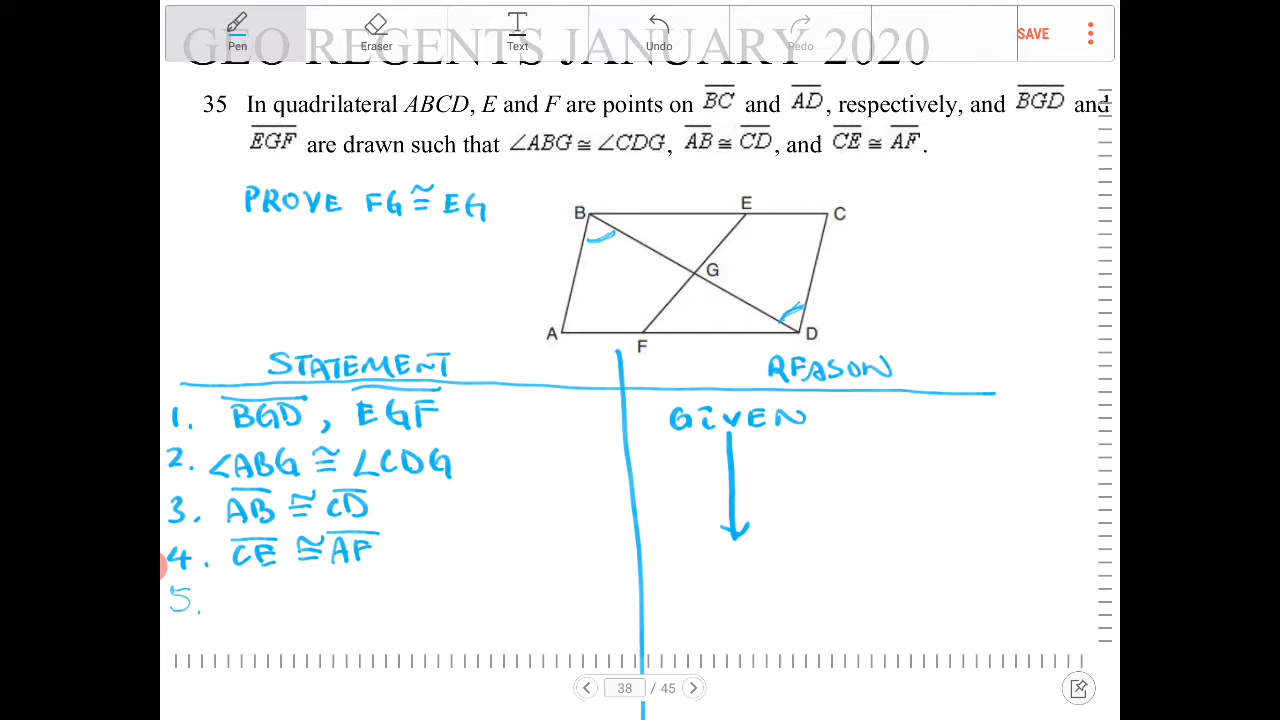 GEO REGENTS JANUARY 2020
Pen Eraser Text Undo Redo SAVE
35 In quadrilateral ABCD, E and F are points on BC and AD, respectively, and BGD and
EGF are drawn such that ∠ABG ≅ ∠CDG, AB ≅ CD, and CE ≅ AF.
PROVE FG ≅ EG
B E C
G
A F D
STATEMENT REASON
1. BGD, EGF GIVEN
2. ∠ABG ≅ ∠CDG
3. AB ≅ CD
4. CE ≅ AF
5.
38 / 45